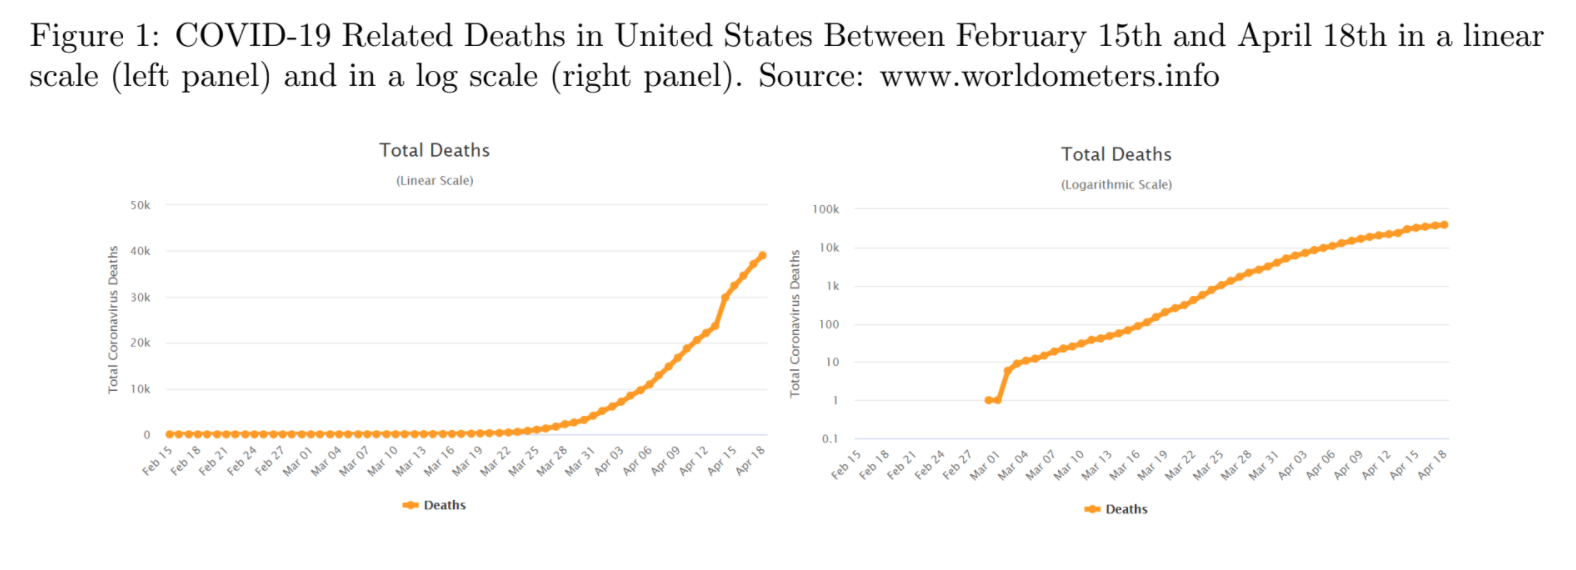 Figure 1: COVID-19 Related Deaths in United States Between February 15th and April 18th in a linear
scale (left panel) and in a log scale (right panel). Source: www.worldometers.info
Total Deaths
(Linear Scale)
Total Coronavirus Deaths
50k
40k
30k
20k
10k
0
Feb 15
Feb 18
Feb 21
Feb 24
Feb 27
Mar 01
Mar 04
Mar 07
Mar 10
Mar 13
Mar 16
Mar 19
Mar 22
Mar 25
Mar 28
Mar 31
Apr 03
Apr 06
Apr 09
Apr 12
Apr 15
Apr 18
Deaths
Total Deaths
(Logarithmic Scale)
Total Coronavirus Deaths
100k
10k
1k
100
10
1
0.1
Feb 15
Feb 18
Feb 21
Feb 24
Feb 27
Mar 01
Mar 04
Mar 07
Mar 10
Mar 13
Mar 16
Mar 19
Mar 22
Mar 25
Mar 28
Mar 31
Apr 03
Apr 06
Apr 09
Apr 12
Apr 15
Apr 18
Deaths